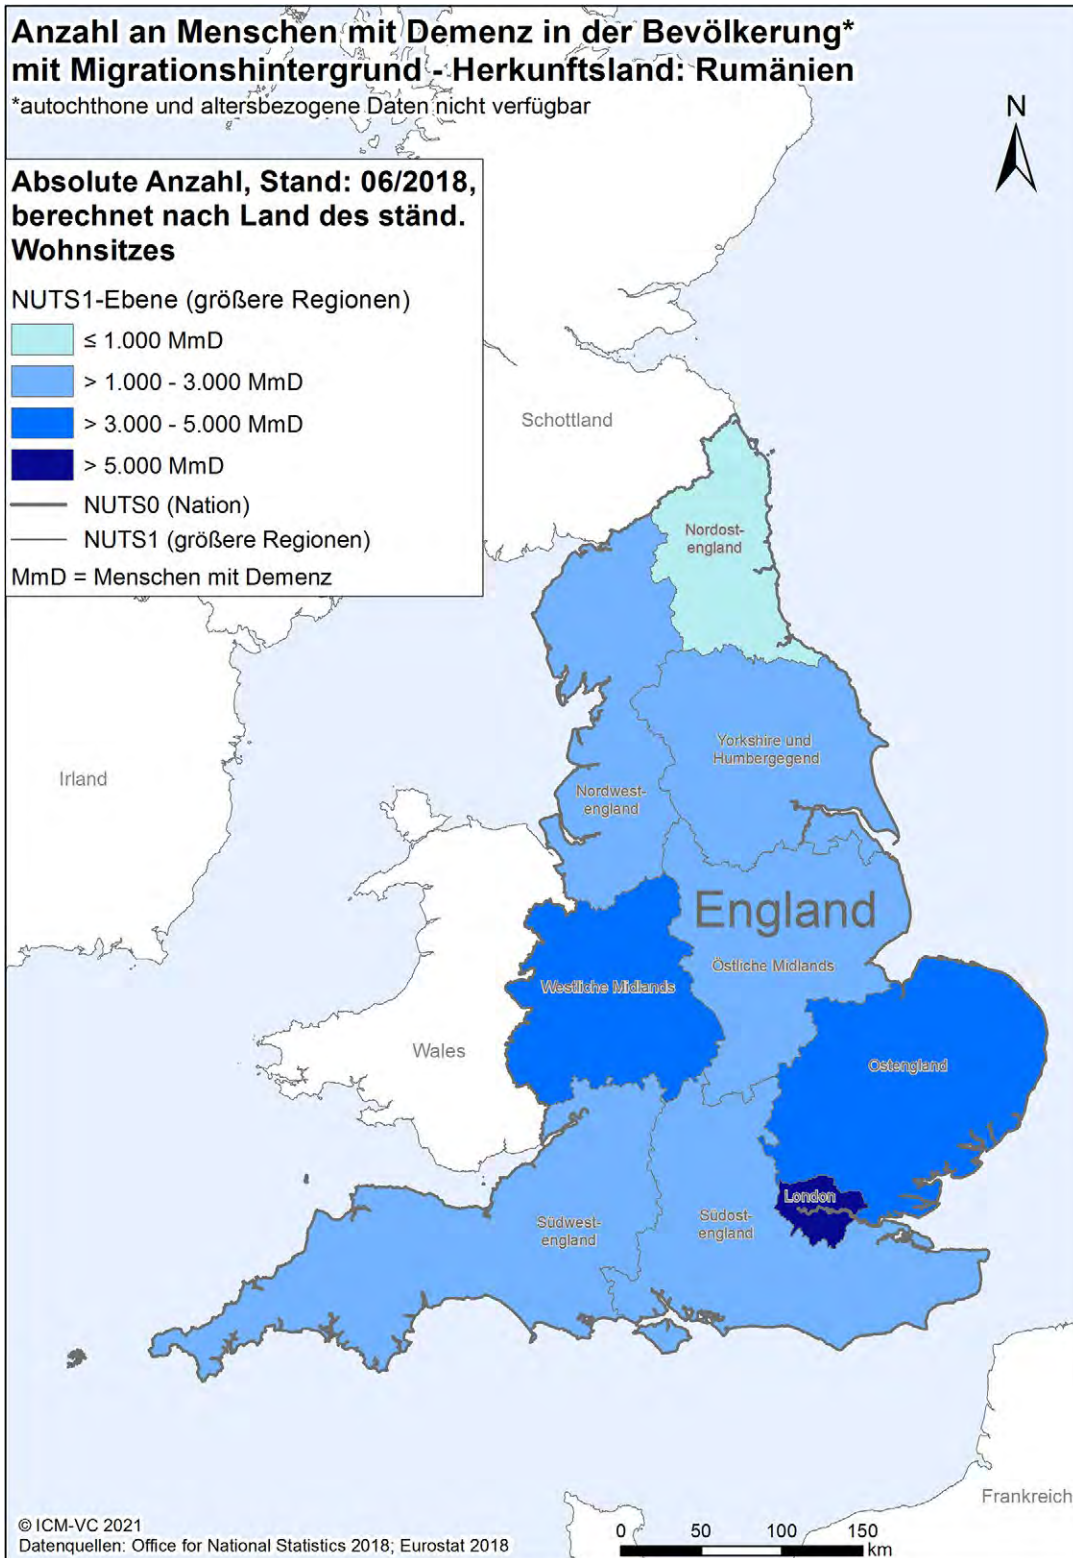 Anzahl an Menschen mit Demenz in der Bevölkerung*
mit Migrationshintergrund - Herkunftsland: Rumänien
*autochthone und altersbezogene Daten nicht verfügbar
N
Absolute Anzahl, Stand: 06/2018,
berechnet nach Land des ständ.
Wohnsitzes
NUTS1-Ebene (größere Regionen)
≤ 1.000 MmD
> 1.000 - 3.000 MmD
> 3.000 - 5.000 MmD
> 5.000 MmD
NUTS0 (Nation)
NUTS1 (größere Regionen)
MmD = Menschen mit Demenz
Schottland
Nordost-
england
Yorkshire und
Humbergegend
Irland
Nordwest-
england
England
Östliche Midlands
Westliche Midlands
Wales
Ostengland
London
Südwest-
england
Südost-
england
Frankreich
© ICM-VC 2021
Datenquellen: Office for National Statistics 2018; Eurostat 2018
0 50 100 150
km